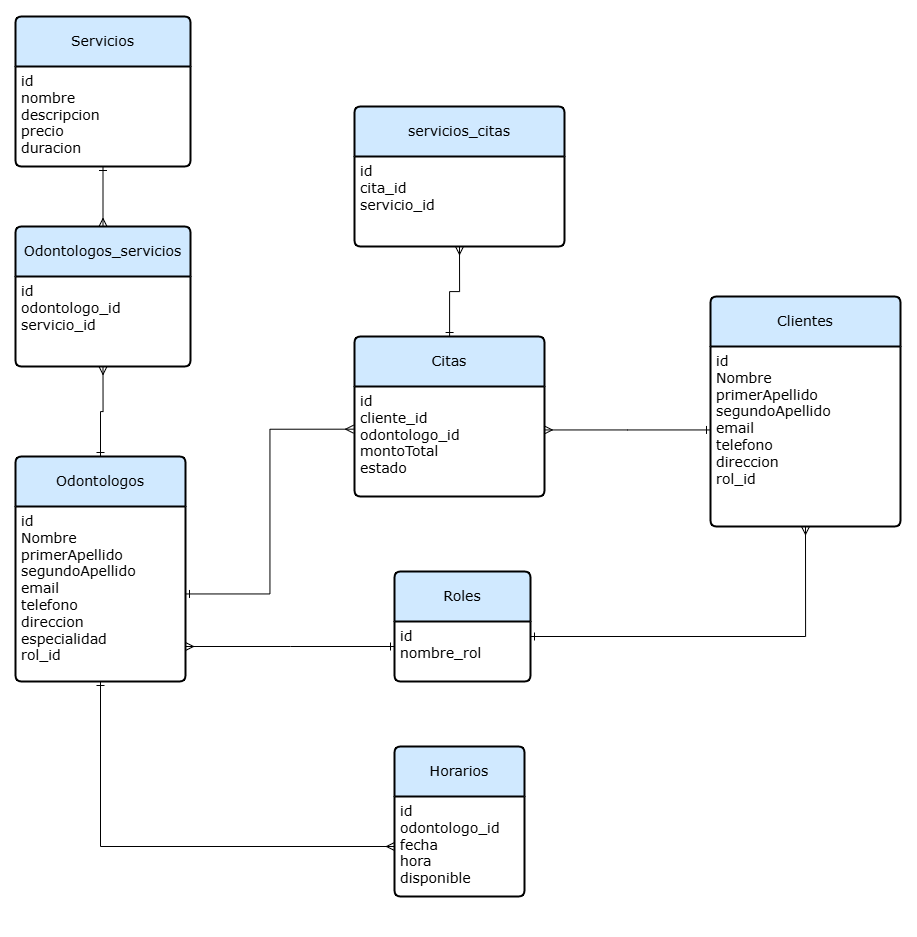 Servicios
id
nombre
descripcion
precio
duracion
servicios_citas
id
cita_id
servicio_id
Odontologos_servicios
id
odontologo_id
servicio_id
Clientes
id
Nombre
primerApellido
segundoApellido
email
telefono
direccion
rol_id
Citas
id
cliente_id
odontologo_id
montoTotal
estado
Odontologos
id
Nombre
primerApellido
segundoApellido
email
telefono
direccion
especialidad
rol_id
Roles
id
nombre_rol
Horarios
id
odontologo_id
fecha
hora
disponible